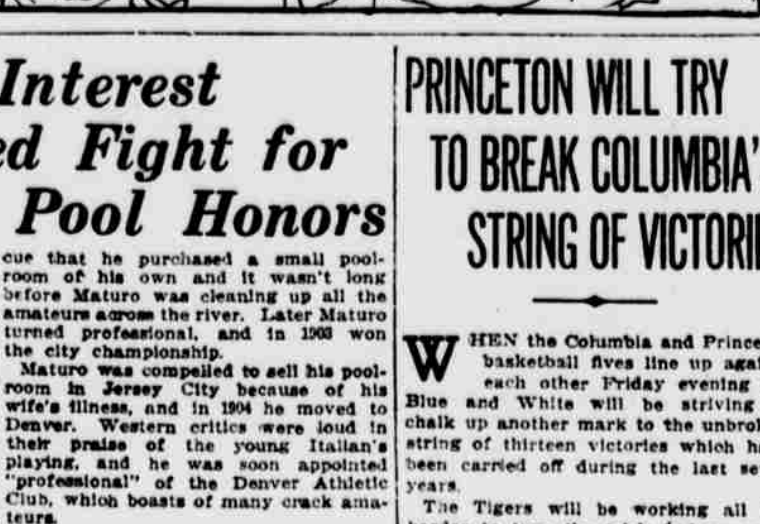 Interest
ed Fight for
Pool Honors
cue that he purchased a small pool-
room of his own and it wasn't long
before Maturo was cleaning up all the
amateurs across the river. Later Maturo
turned professional, and in 1903 won
the city championship.
Maturo was compelled to sell his pool-
room in Jersey City because of his
wife's illness, and in 1904 he moved to
Denver. Western critics were loud in
their praise of the young Italian's
playing, and he was soon appointed
"professional" of the Denver Athletic
Club, which boasts of many crack ama-
teurs.
PRINCETON WILL TRY
TO BREAK COLUMBIA'
STRING OF VICTORI
WHEN the Columbia and Prince
basketball fives line up aga
each other Friday evening
Blue and White will be striving
chalk up another mark to the unbro
string of thirteen victories which h
been carried off during the last se
years.
The Tigers will be working all